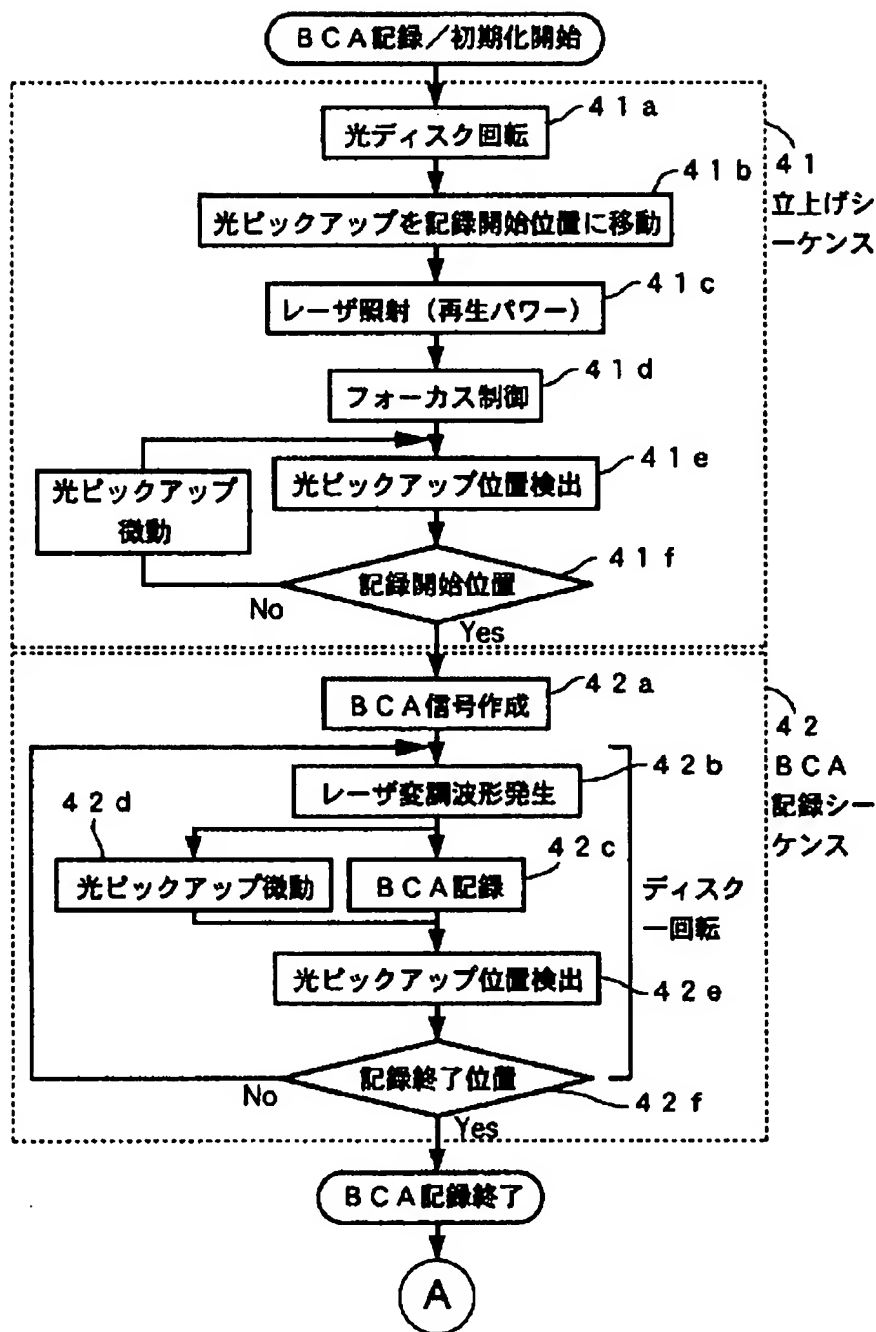 BCA記録/初期化開始
41a
光ディスク回転
41
立上げシ
ーケンス
41b
光ピックアップを記録開始位置に移動
41c
レーザ照射(再生パワー)
41d
フォーカス制御
41e
光ピックアップ位置検出
光ピックアップ
微動
41f
記録開始位置
No
Yes
42a
BCA信号作成
42
BCA
記録シー
ケンス
42b
レーザ変調波形発生
42d
光ピックアップ微動
42c
BCA記録
ディスク
一回転
光ピックアップ位置検出
42e
記録終了位置
No
42f
Yes
BCA記録終了
A